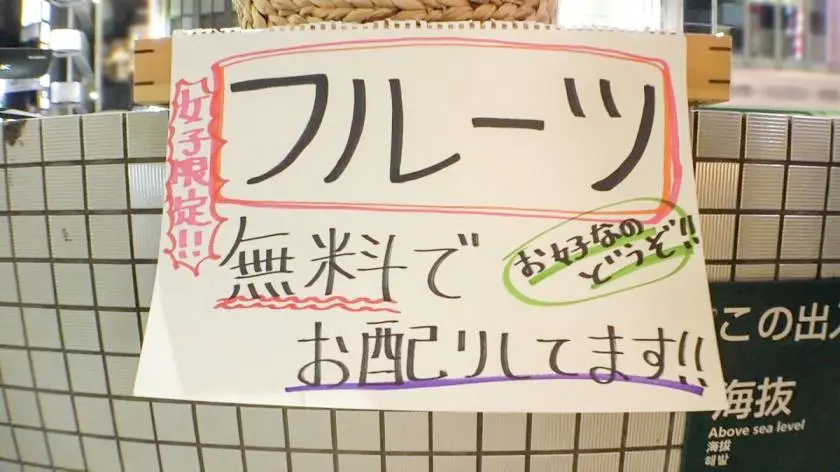 女子限定!!
フルーツ
無料で
お好なの
どうぞ!!
お配りしてます!!
この出
海抜
Above sea level
海拔
해발